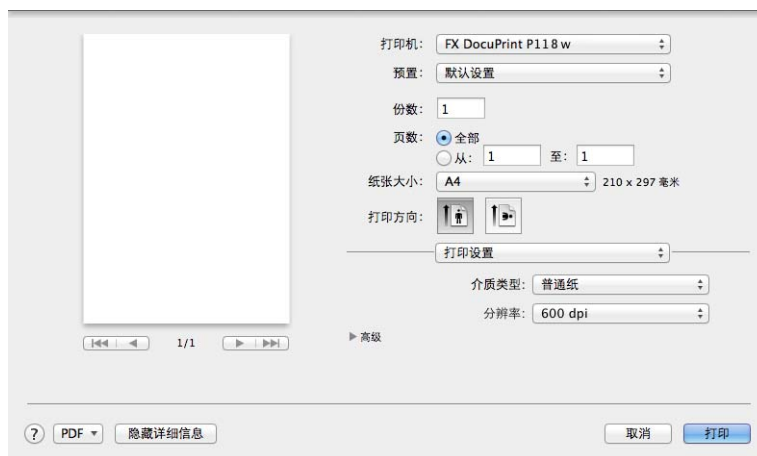 打印机: FX DocuPrint P118 w
预置: 默认设置
份数: 1
页数: 全部
从: 1 至: 1
纸张大小: A4 210 x 297 毫米
打印方向:
打印设置
介质类型: 普通纸
分辨率: 600 dpi
1/1
高级
? PDF 隐藏详细信息 取消 打印